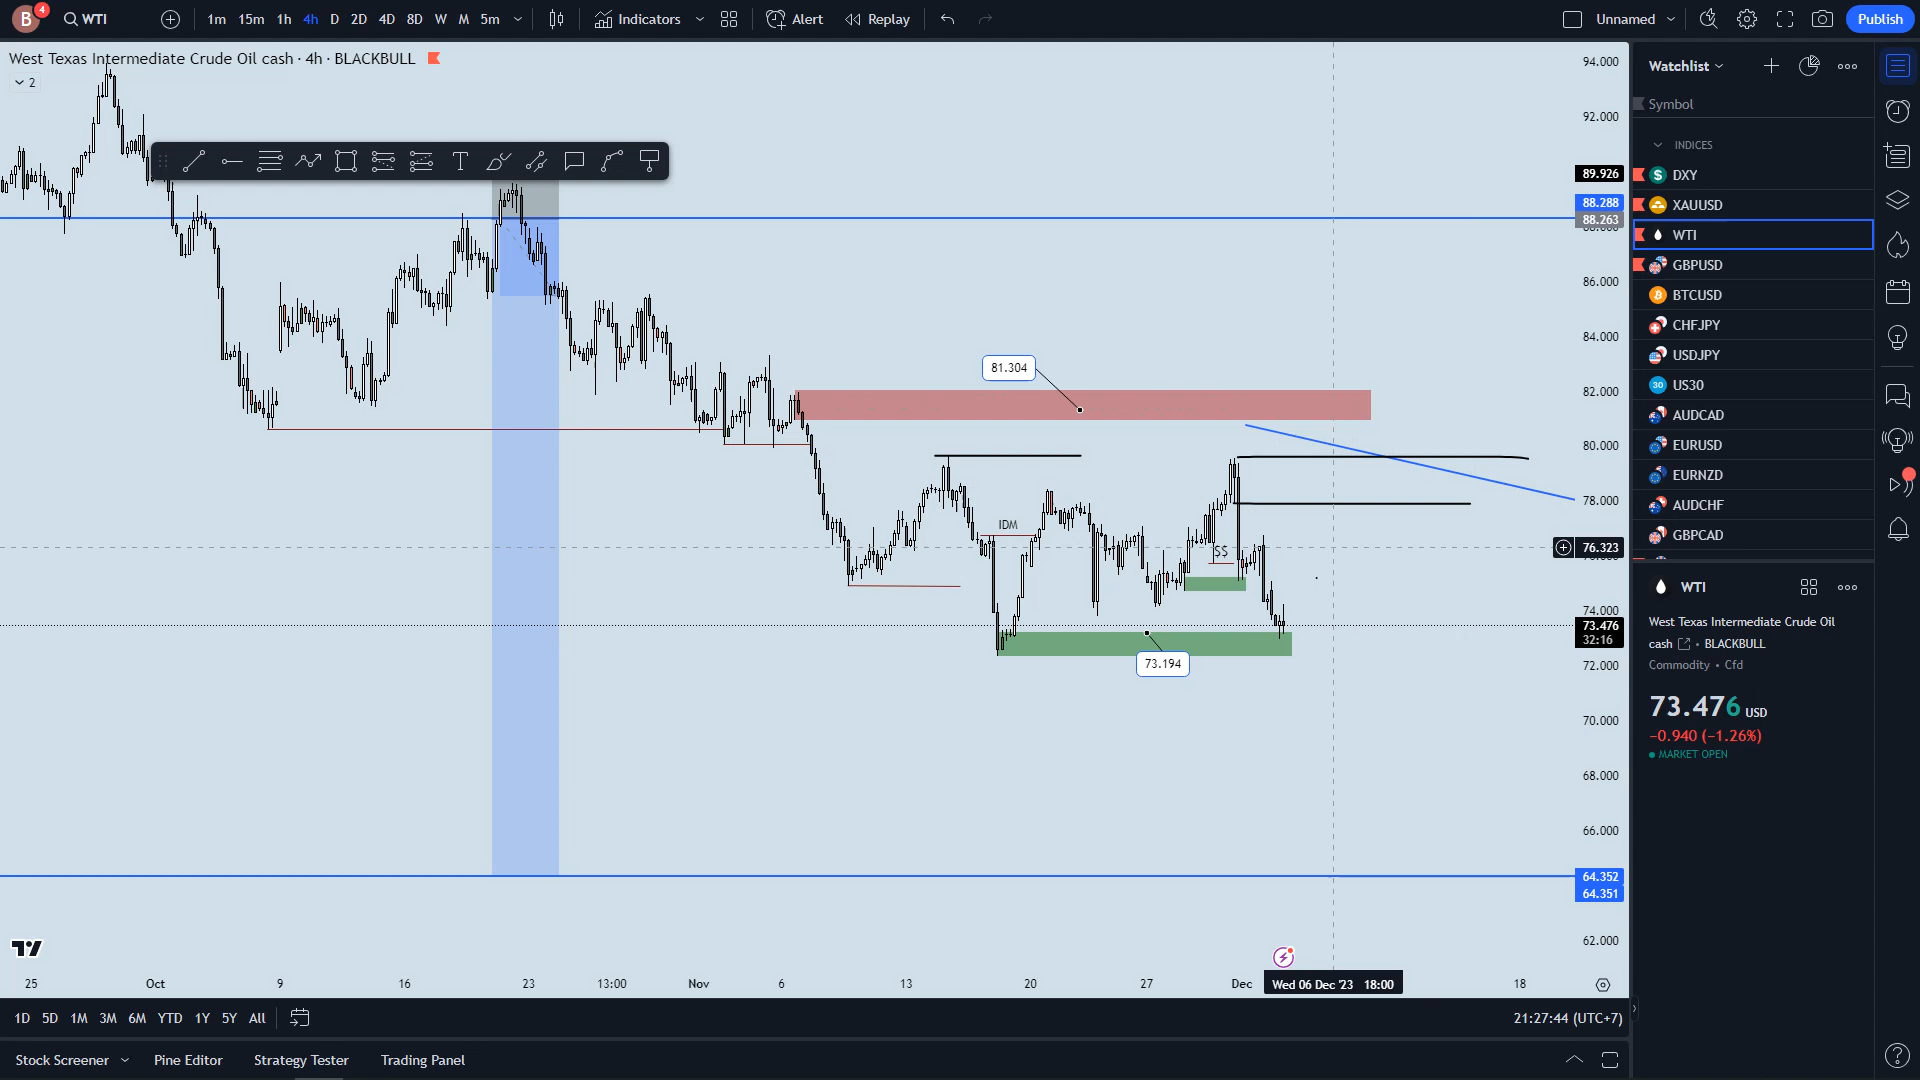 B 4 WTI 1m 15m 1h 4h D 2D 4D 8D W M 5m Indicators Alert Replay Unnamed Publish
West Texas Intermediate Crude Oil cash · 4h · BLACKBULL
2
94.000
92.000
89.926
88.288
88.263
86.000
84.000
82.000
80.000
78.000
76.323
74.000
73.476
32:16
72.000
70.000
68.000
66.000
64.352
64.351
62.000
81.304
IDM
$$
73.194
25 Oct 9 16 23 13:00 Nov 6 13 20 27 Dec Wed 06 Dec '23 18:00 18
1D 5D 1M 3M 6M YTD 1Y 5Y All 21:27:44 (UTC+7)
Stock Screener Pine Editor Strategy Tester Trading Panel
Watchlist
Symbol
INDICES
DXY
XAUUSD
WTI
GBPUSD
BTCUSD
CHFJPY
USDJPY
30 US30
AUDCAD
EURUSD
EURNZD
AUDCHF
GBPCAD
WTI
West Texas Intermediate Crude Oil
cash • BLACKBULL
Commodity • Cfd
73.476 USD
−0.940 (−1.26%)
MARKET OPEN